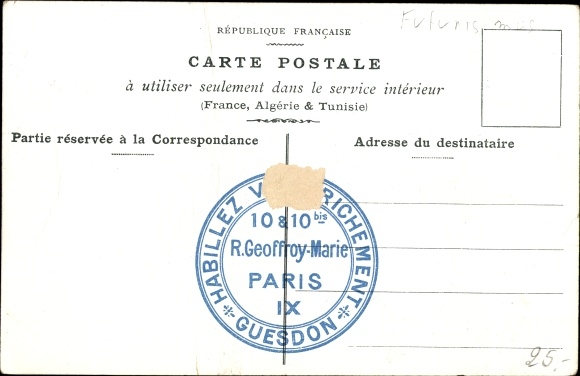 Futurismus
RÉPUBLIQUE FRANÇAISE
CARTE POSTALE
à utiliser seulement dans le service intérieur
(France, Algérie & Tunisie)
Partie réservée à la Correspondance
Adresse du destinataire
HABILLEZ V RICHEMENT
10 & 10 bis
R. Geoffroy-Marie
PARIS
IX
* GUESDON *
25,-